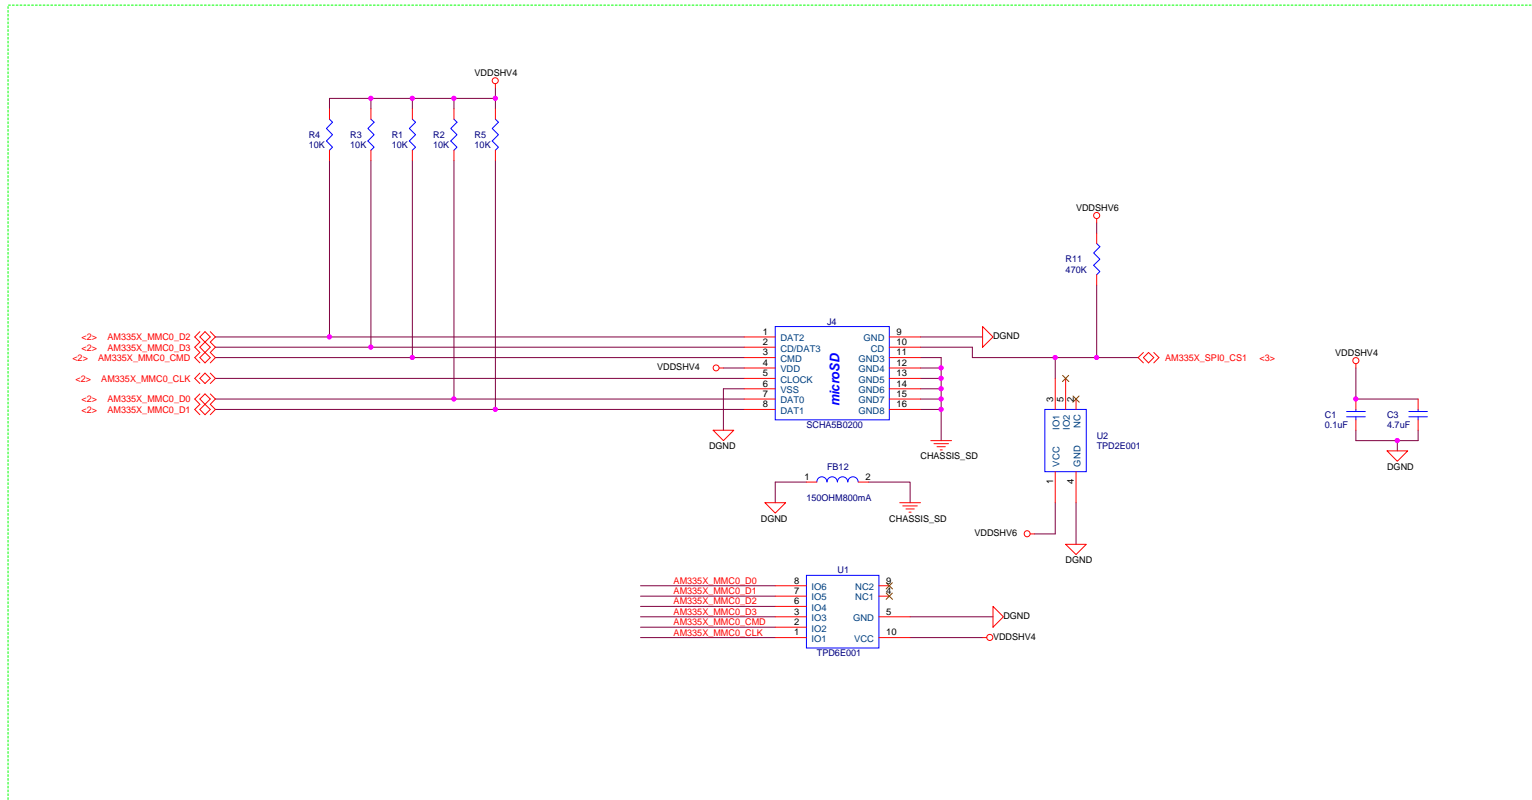 VDDSHV4
R4
10K
R3
10K
R1
10K
R2
10K
R5
10K
VDDSHV6
R11
470K
<2> AM335X_MMC0_D2
<2> AM335X_MMC0_D3
<2> AM335X_MMC0_CMD
<2> AM335X_MMC0_CLK
<2> AM335X_MMC0_D0
<2> AM335X_MMC0_D1
VDDSHV4
DGND
J4
1 DAT2
2 CD/DAT3
3 CMD
4 VDD
5 CLOCK
6 VSS
7 DAT0
8 DAT1
microSD
GND 9
CD 10
GND3 11
GND4 12
GND5 13
GND6 14
GND7 15
GND8 16
SCHA5B0200
DGND
CHASSIS_SD
AM335X_SPI0_CS1 <3>
3 IO1
5 IO2
2 NC
VCC 1
GND 4
U2
TPD2E001
VDDSHV6
DGND
VDDSHV4
C1
0.1uF
C3
4.7uF
DGND
FB12
1 2
150OHM800mA
DGND
CHASSIS_SD
U1
AM335X_MMC0_D0 8 IO6
AM335X_MMC0_D1 7 IO5
AM335X_MMC0_D2 6 IO4
AM335X_MMC0_D3 3 IO3
AM335X_MMC0_CMD 2 IO2
AM335X_MMC0_CLK 1 IO1
NC2 9
NC1 4
GND 5 DGND
VCC 10 VDDSHV4
TPD6E001